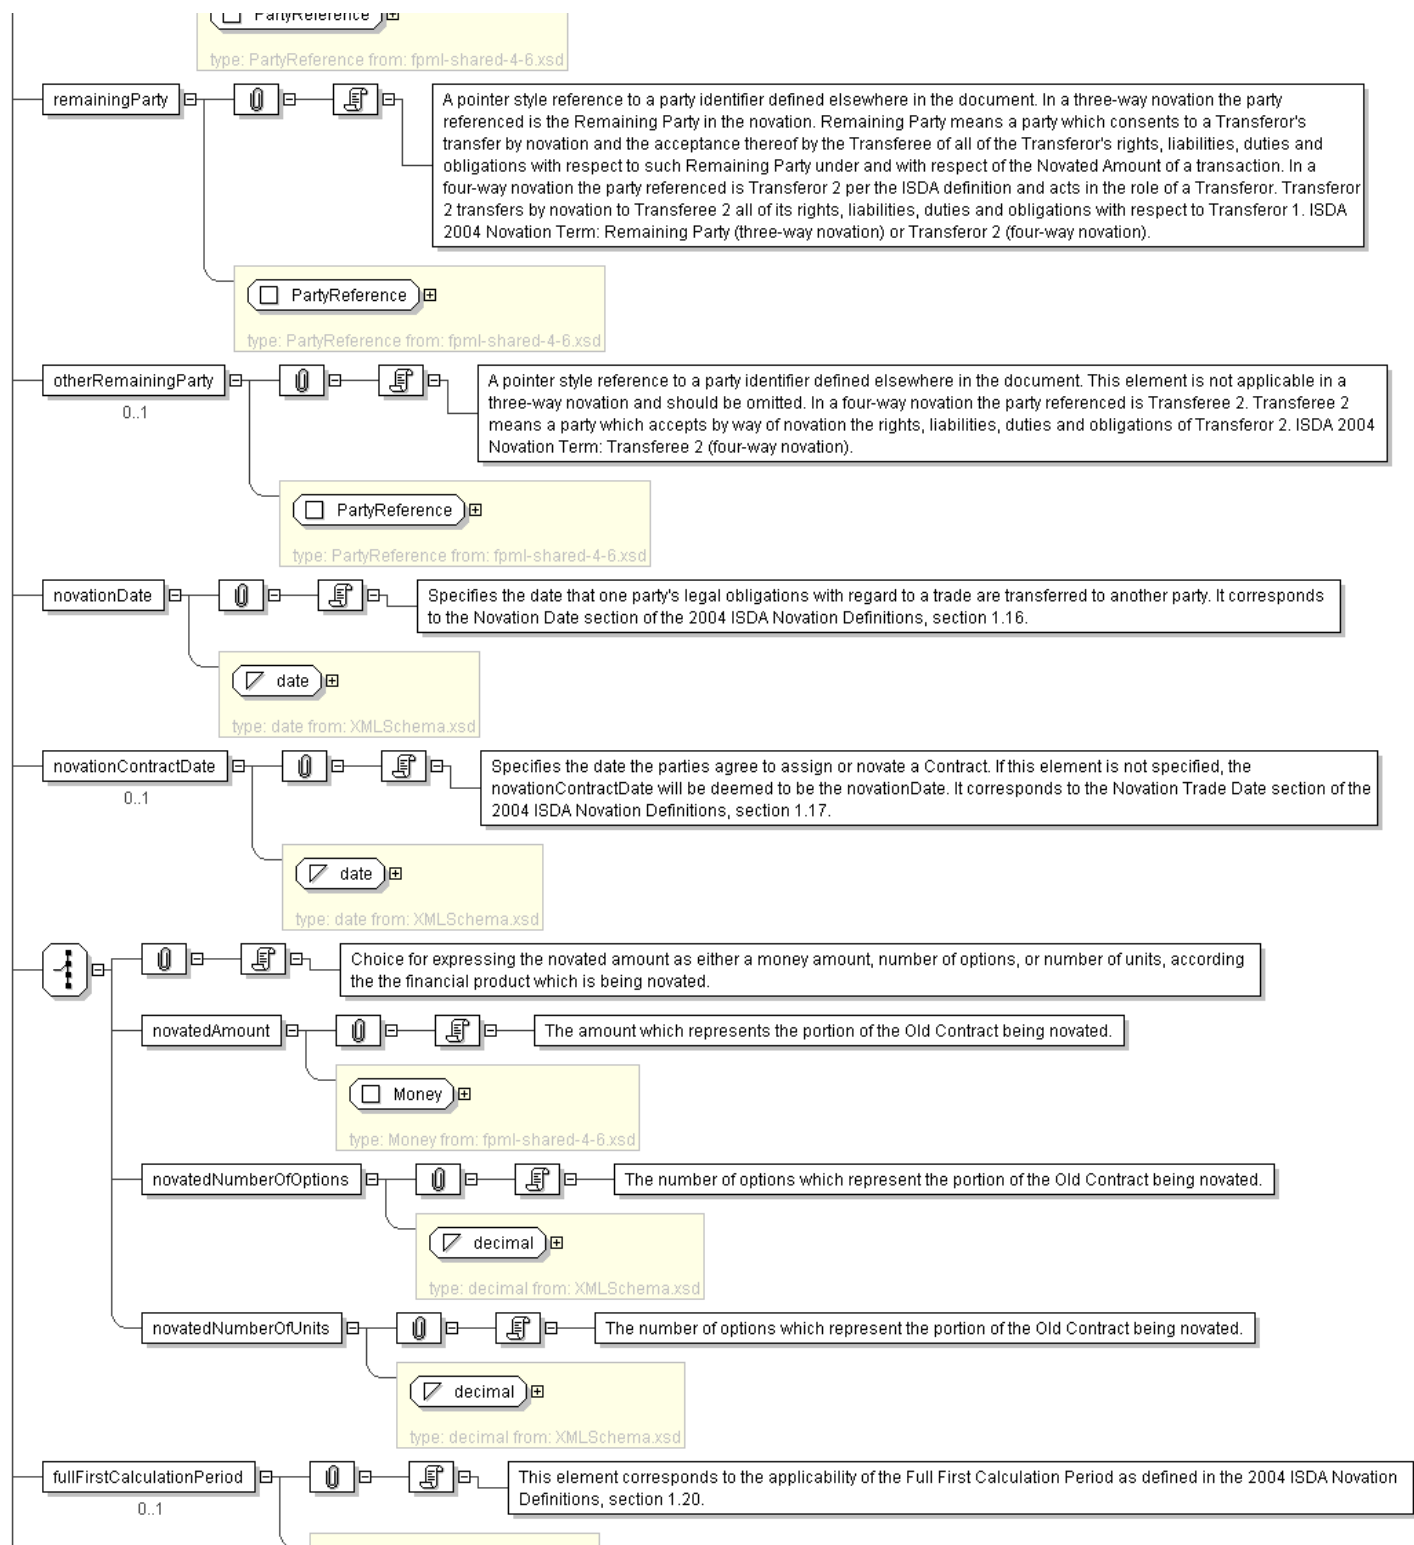 PartyReference
type: PartyReference from: fpml-shared-4-6.xsd
remainingParty
A pointer style reference to a party identifier defined elsewhere in the document. In a three-way novation the party
referenced is the Remaining Party in the novation. Remaining Party means a party which consents to a Transferor's
transfer by novation and the acceptance thereof by the Transferee of all of the Transferor's rights, liabilities, duties and
obligations with respect to such Remaining Party under and with respect of the Novated Amount of a transaction. In a
four-way novation the party referenced is Transferor 2 per the ISDA definition and acts in the role of a Transferor. Transferor
2 transfers by novation to Transferee 2 all of its rights, liabilities, duties and obligations with respect to Transferor 1. ISDA
2004 Novation Term: Remaining Party (three-way novation) or Transferor 2 (four-way novation).
PartyReference
type: PartyReference from: fpml-shared-4-6.xsd
otherRemainingParty
0..1
A pointer style reference to a party identifier defined elsewhere in the document. This element is not applicable in a
three-way novation and should be omitted. In a four-way novation the party referenced is Transferee 2. Transferee 2
means a party which accepts by way of novation the rights, liabilities, duties and obligations of Transferor 2. ISDA 2004
Novation Term: Transferee 2 (four-way novation).
PartyReference
type: PartyReference from: fpml-shared-4-6.xsd
novationDate
Specifies the date that one party's legal obligations with regard to a trade are transferred to another party. It corresponds
to the Novation Date section of the 2004 ISDA Novation Definitions, section 1.16.
date
type: date from: XMLSchema.xsd
novationContractDate
0..1
Specifies the date the parties agree to assign or novate a Contract. If this element is not specified, the
novationContractDate will be deemed to be the novationDate. It corresponds to the Novation Trade Date section of the
2004 ISDA Novation Definitions, section 1.17.
date
type: date from: XMLSchema.xsd
Choice for expressing the novated amount as either a money amount, number of options, or number of units, according
the the financial product which is being novated.
novatedAmount
The amount which represents the portion of the Old Contract being novated.
Money
type: Money from: fpml-shared-4-6.xsd
novatedNumberOfOptions
The number of options which represent the portion of the Old Contract being novated.
decimal
type: decimal from: XMLSchema.xsd
novatedNumberOfUnits
The number of options which represent the portion of the Old Contract being novated.
decimal
type: decimal from: XMLSchema.xsd
fullFirstCalculationPeriod
0..1
This element corresponds to the applicability of the Full First Calculation Period as defined in the 2004 ISDA Novation
Definitions, section 1.20.